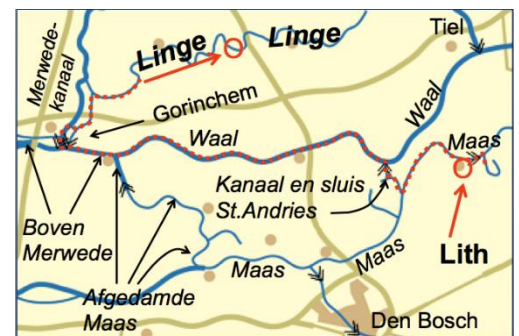 Merwede-
kanaal
Linge
Linge
Tiel
Gorinchem
Waal
Waal
Maas
Kanaal en sluis
St.Andries
Boven
Merwede
Lith
Maas
Maas
Afgedamde
Maas
Den Bosch